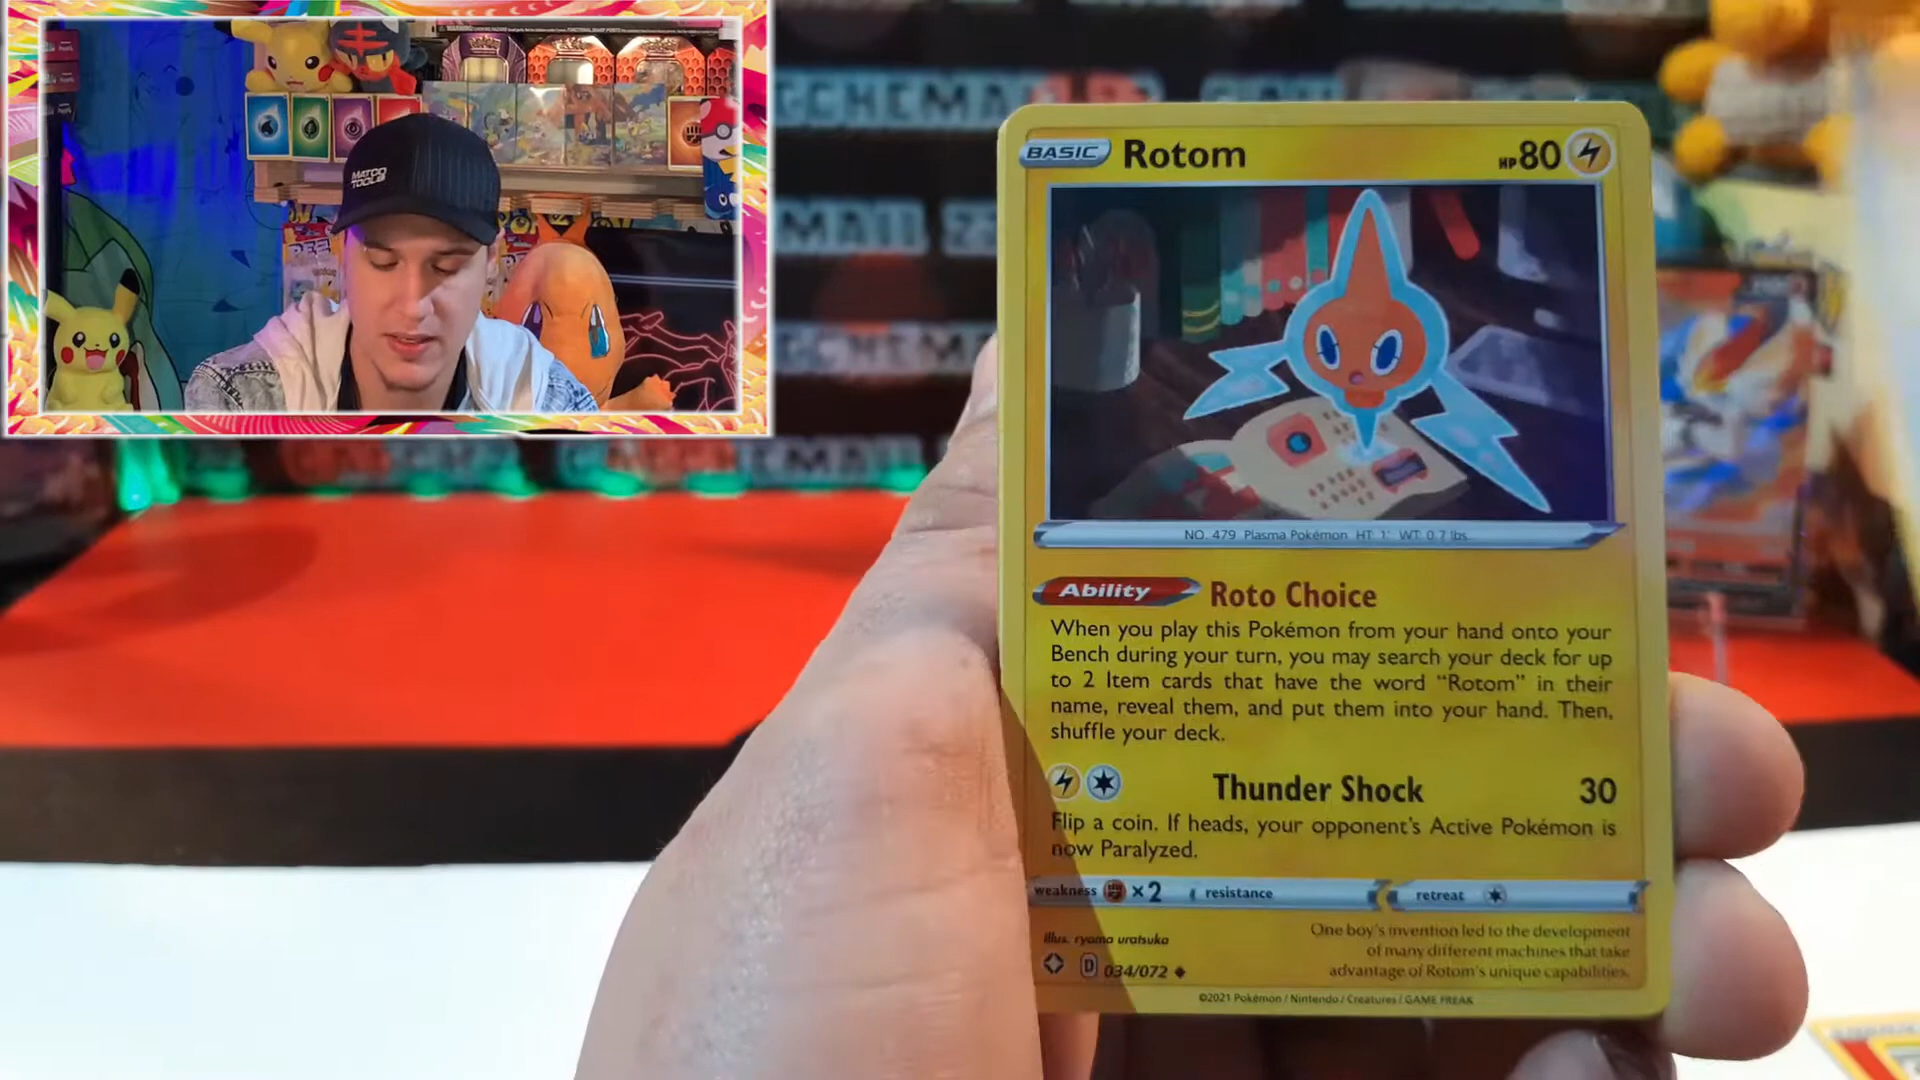 MATCO
TOOLS
BASIC Rotom HP 80
NO. 479 Plasma Pokémon HT: 1' WT: 0.7 lbs.
Ability Roto Choice
When you play this Pokémon from your hand onto your
Bench during your turn, you may search your deck for up
to 2 Item cards that have the word “Rotom” in their
name, reveal them, and put them into your hand. Then,
shuffle your deck.
Thunder Shock 30
Flip a coin. If heads, your opponent's Active Pokémon is
now Paralyzed.
weakness ×2 resistance retreat
illus. ryoma uratsuka
One boy's invention led to the development
of many different machines that take
advantage of Rotom's unique capabilities.
D 034/072
©2021 Pokémon / Nintendo / Creatures / GAME FREAK